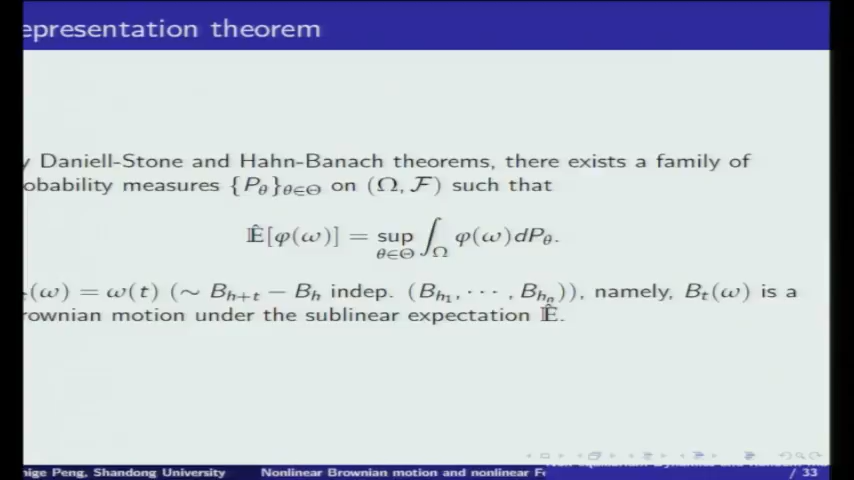 epresentation theorem
y Daniell-Stone and Hahn-Banach theorems, there exists a family of
obability measures {P_θ}_{θ∈Θ} on (Ω, ℱ) such that
Ê[φ(ω)] = sup_{θ∈Θ} ∫_Ω φ(ω)dP_θ.
t(ω) = ω(t) (∼ B_{h+t} − B_h indep. (B_{h_1}, ⋯ , B_{h_n})), namely, B_t(ω) is a
rownian motion under the sublinear expectation Ê.
hige Peng, Shandong University Nonlinear Brownian motion and nonlinear Fe / 33